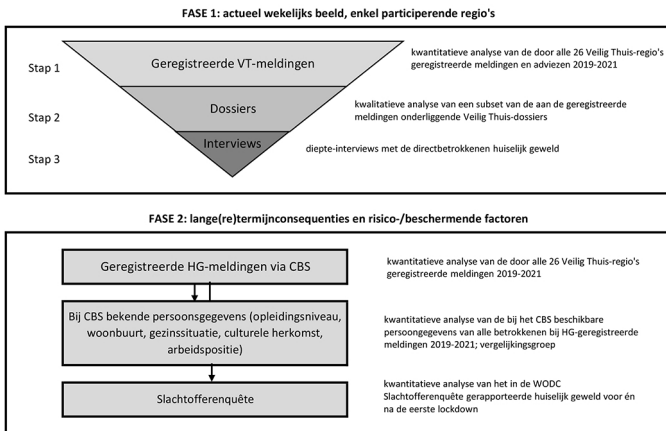 FASE 1: actueel wekelijks beeld, enkel participerende regio's
Stap 1
Geregistreerde VT-meldingen
kwantitatieve analyse van de door alle 26 Veilig Thuis-regio's
geregistreerde meldingen en adviezen 2019-2021
Stap 2
Dossiers
kwalitatieve analyse van een subset van de aan de geregistreerde
meldingen onderliggende Veilig Thuis-dossiers
Stap 3
Interviews
diepte-interviews met de directbetrokkenen huiselijk geweld
FASE 2: lange(re)termijnconsequenties en risico-/beschermende factoren
Geregistreerde HG-meldingen via CBS
kwantitatieve analyse van de door alle 26 Veilig Thuis-regio's
geregistreerde meldingen 2019-2021
Bij CBS bekende persoonsgegevens (opleidingsniveau,
woonbuurt, gezinssituatie, culturele herkomst,
arbeidspositie)
kwantitatieve analyse van de bij het CBS beschikbare
persoongegevens van alle betrokkenen bij HG-geregistreerde
meldingen 2019-2021; vergelijkingsgroep
Slachtofferenquête
kwantitatieve analyse van het in de WODC
Slachtofferenquête gerapporteerde huiselijk geweld voor én
na de eerste lockdown